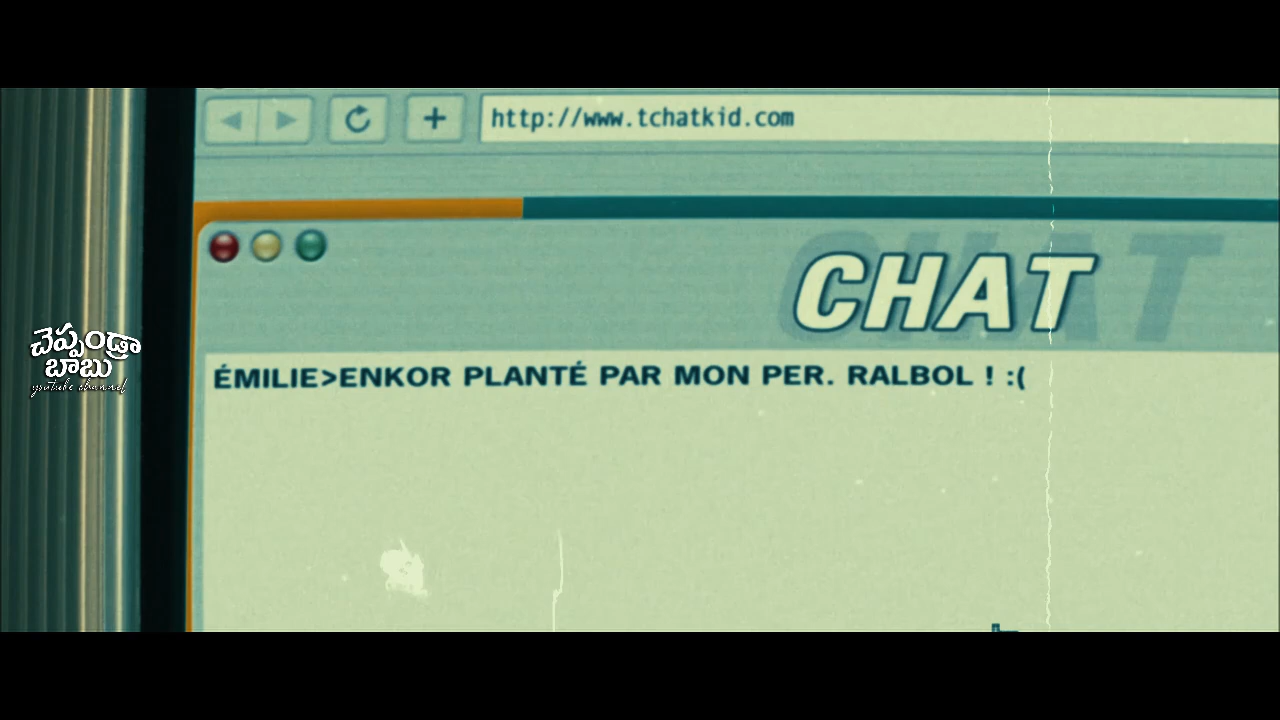 http://www.tchatkid.com
CHAT
ÉMILIE>ENKOR PLANTÉ PAR MON PER. RALBOL ! :(
చెప్పండ్రా
బాబు
youtube channel